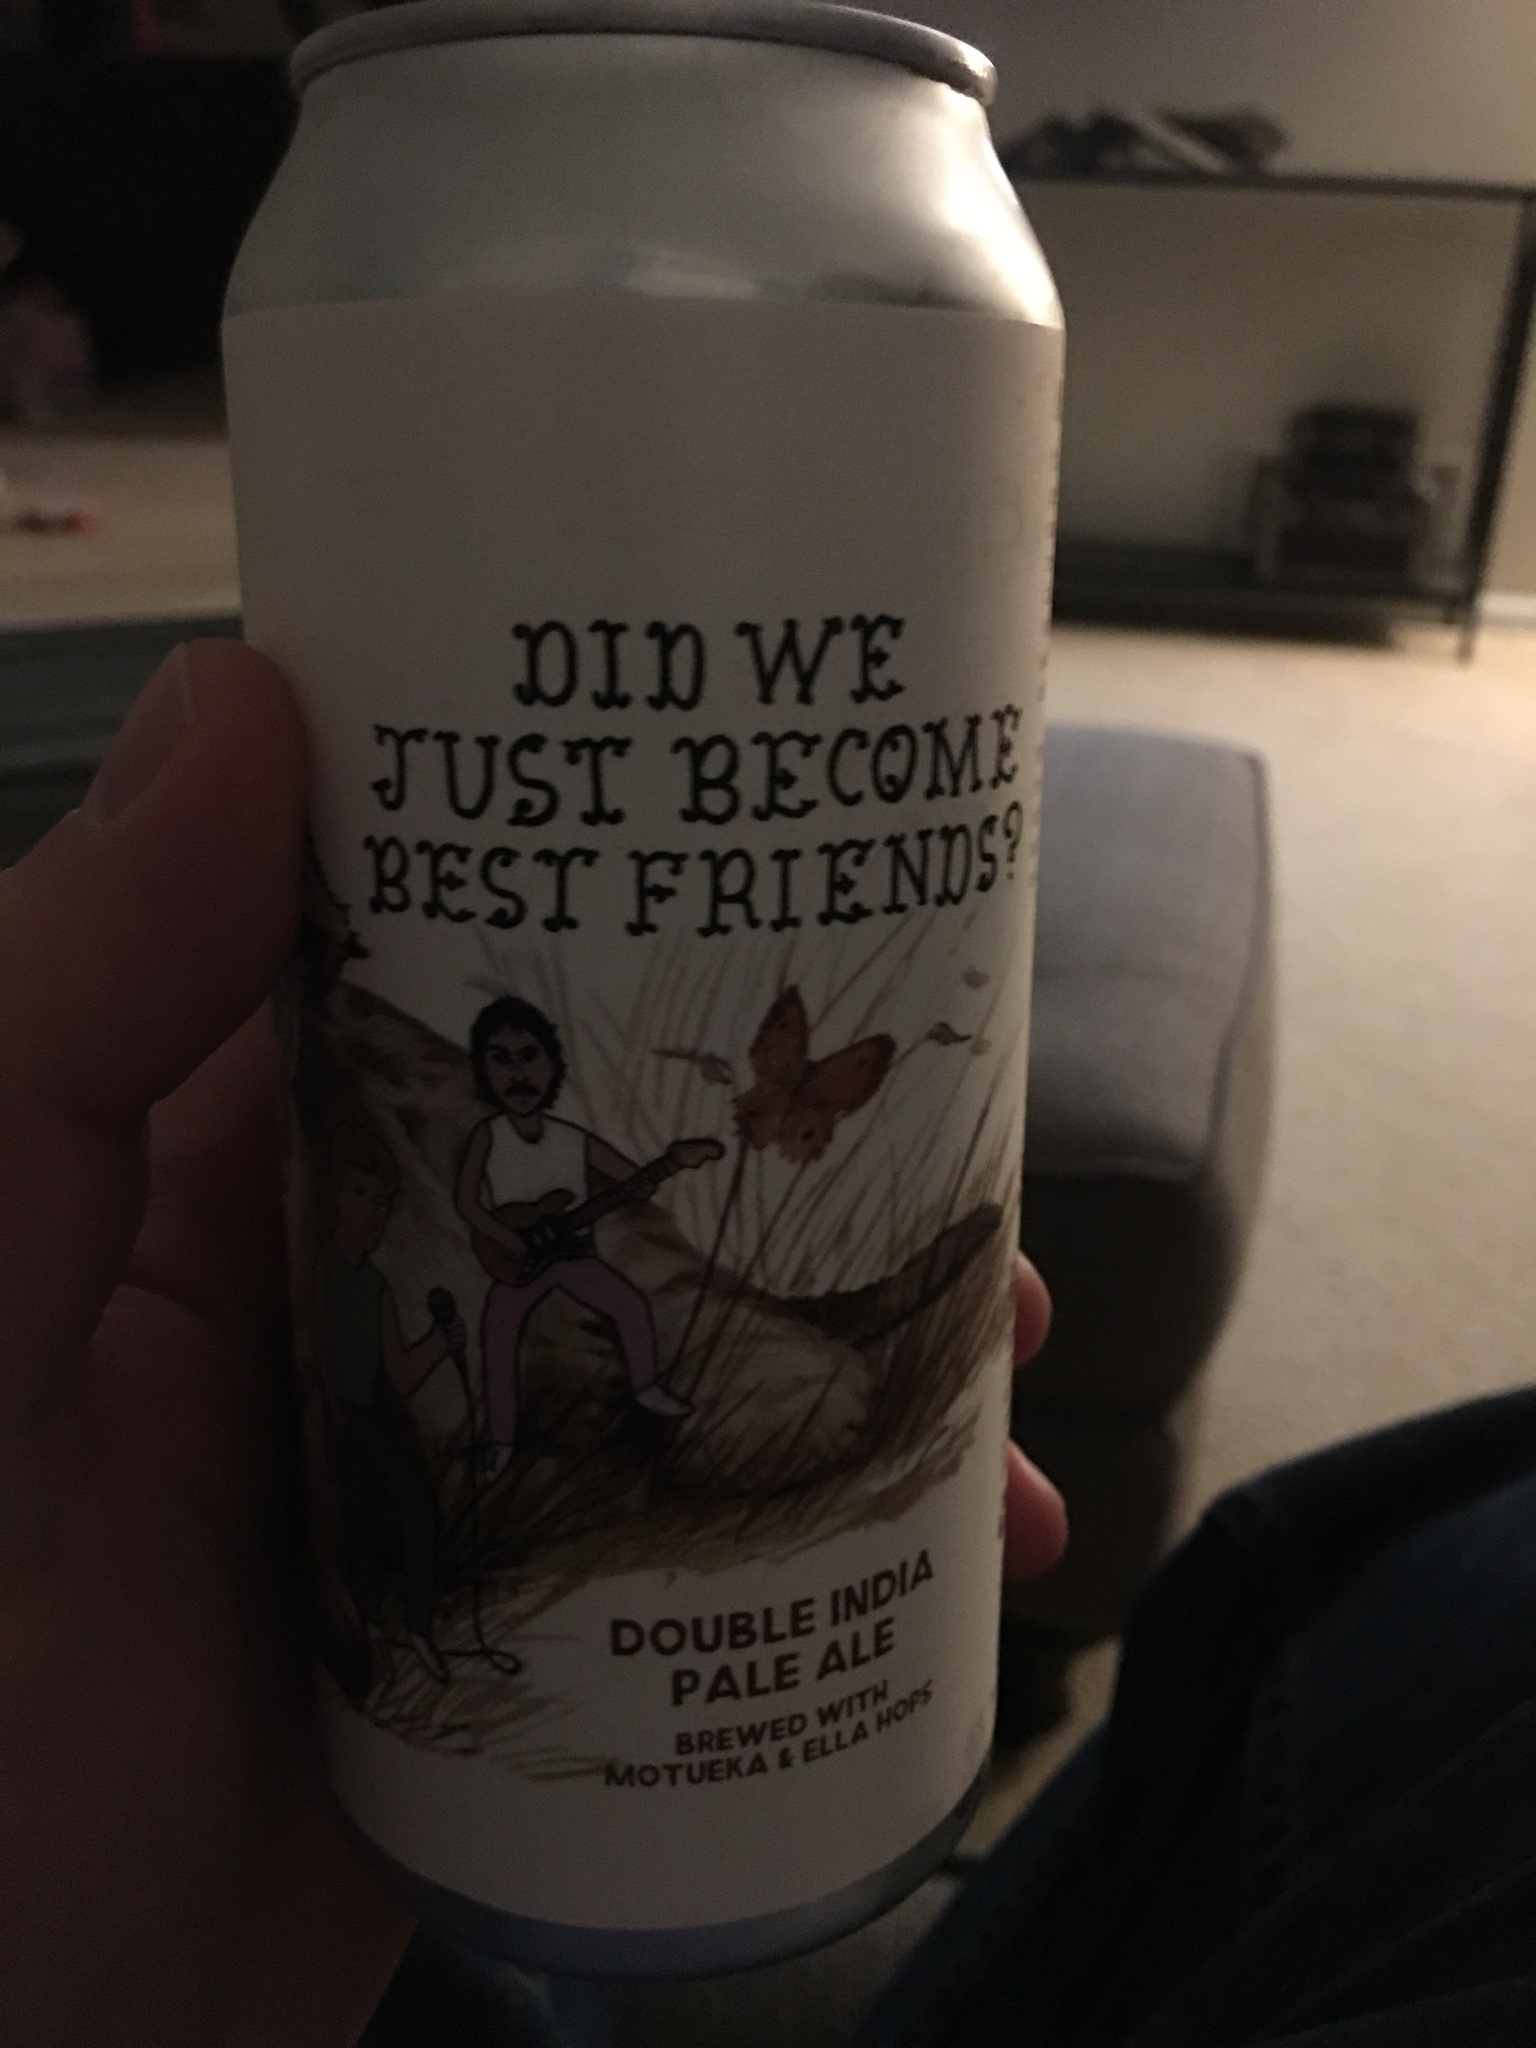 DID WE
JUST BECOME
BEST FRIENDS?
DOUBLE INDIA
PALE ALE
BREWED WITH
MOTUEKA & ELLA HOPS